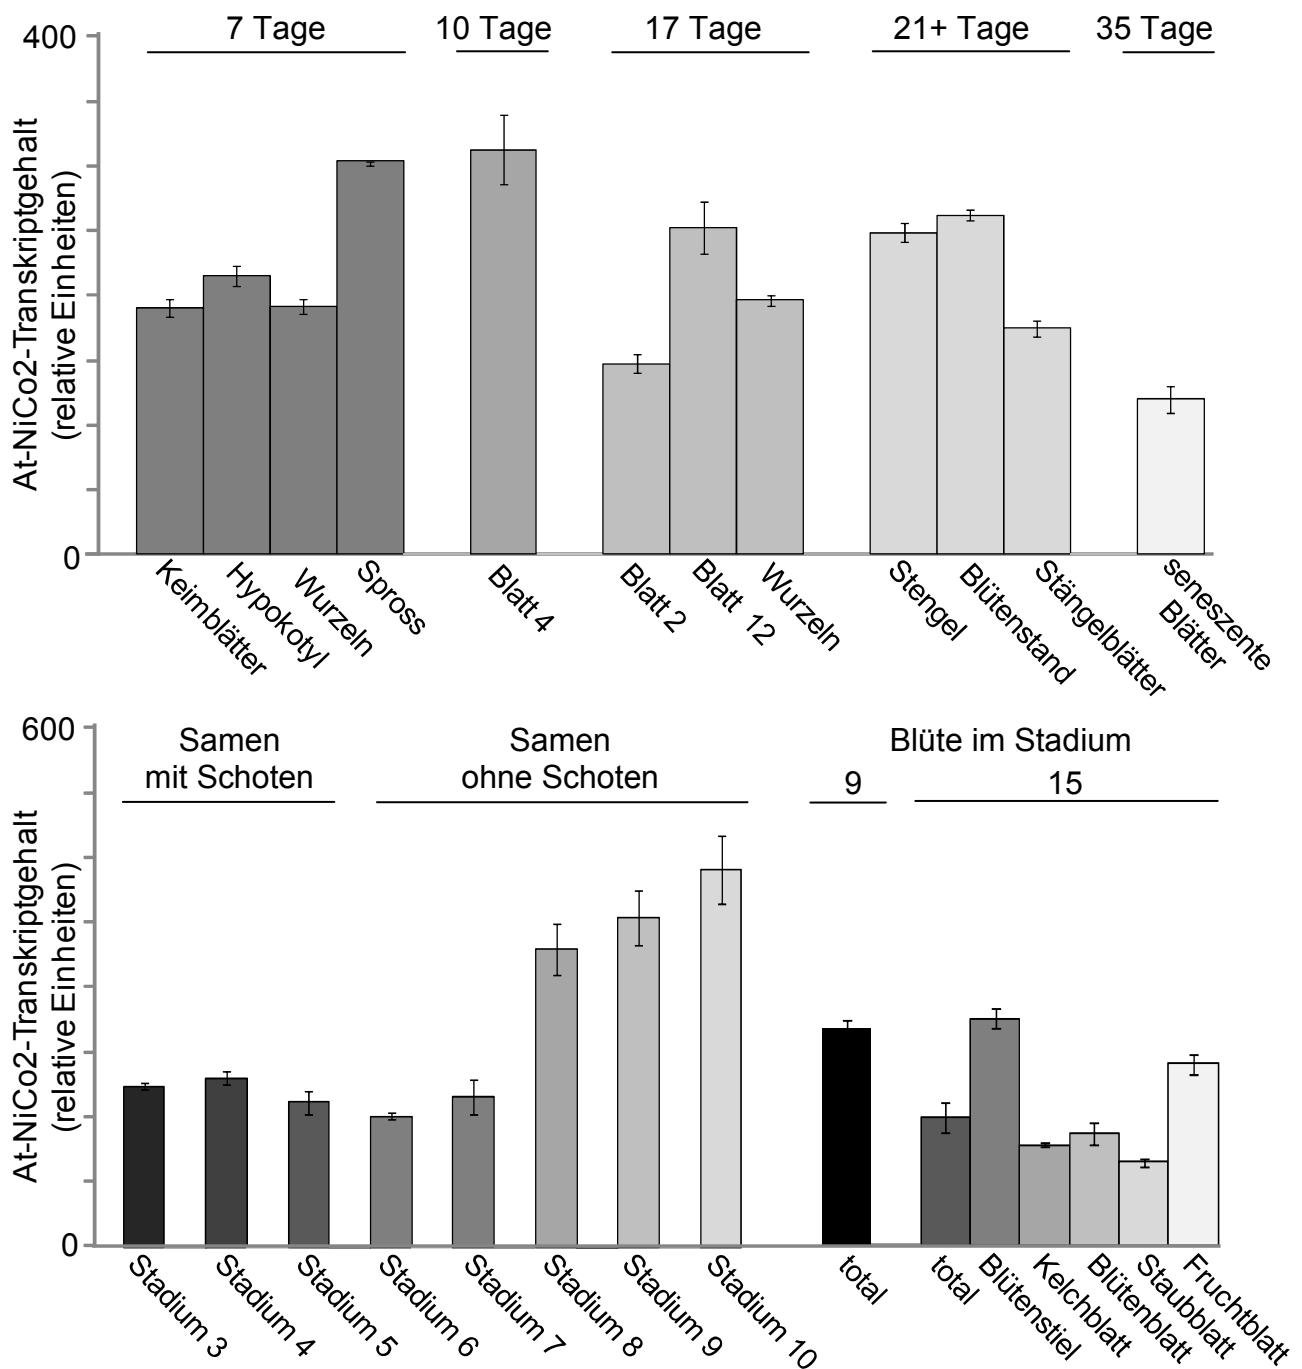 400
7 Tage
10 Tage
17 Tage
21+ Tage
35 Tage
At-NiCo2-Transkriptgehalt
(relative Einheiten)
0
Keimblätter
Hypokotyl
Wurzeln
Spross
Blatt 4
Blatt 2
Blatt 12
Wurzeln
Stengel
Blütenstand
Stängelblätter
seneszente
Blätter
600
Samen
mit Schoten
Samen
ohne Schoten
Blüte im Stadium
9
15
At-NiCo2-Transkriptgehalt
(relative Einheiten)
0
Stadium 3
Stadium 4
Stadium 5
Stadium 6
Stadium 7
Stadium 8
Stadium 9
Stadium 10
total
total
Blütenstiel
Kelchblatt
Blütenblatt
Staubblatt
Fruchtblatt